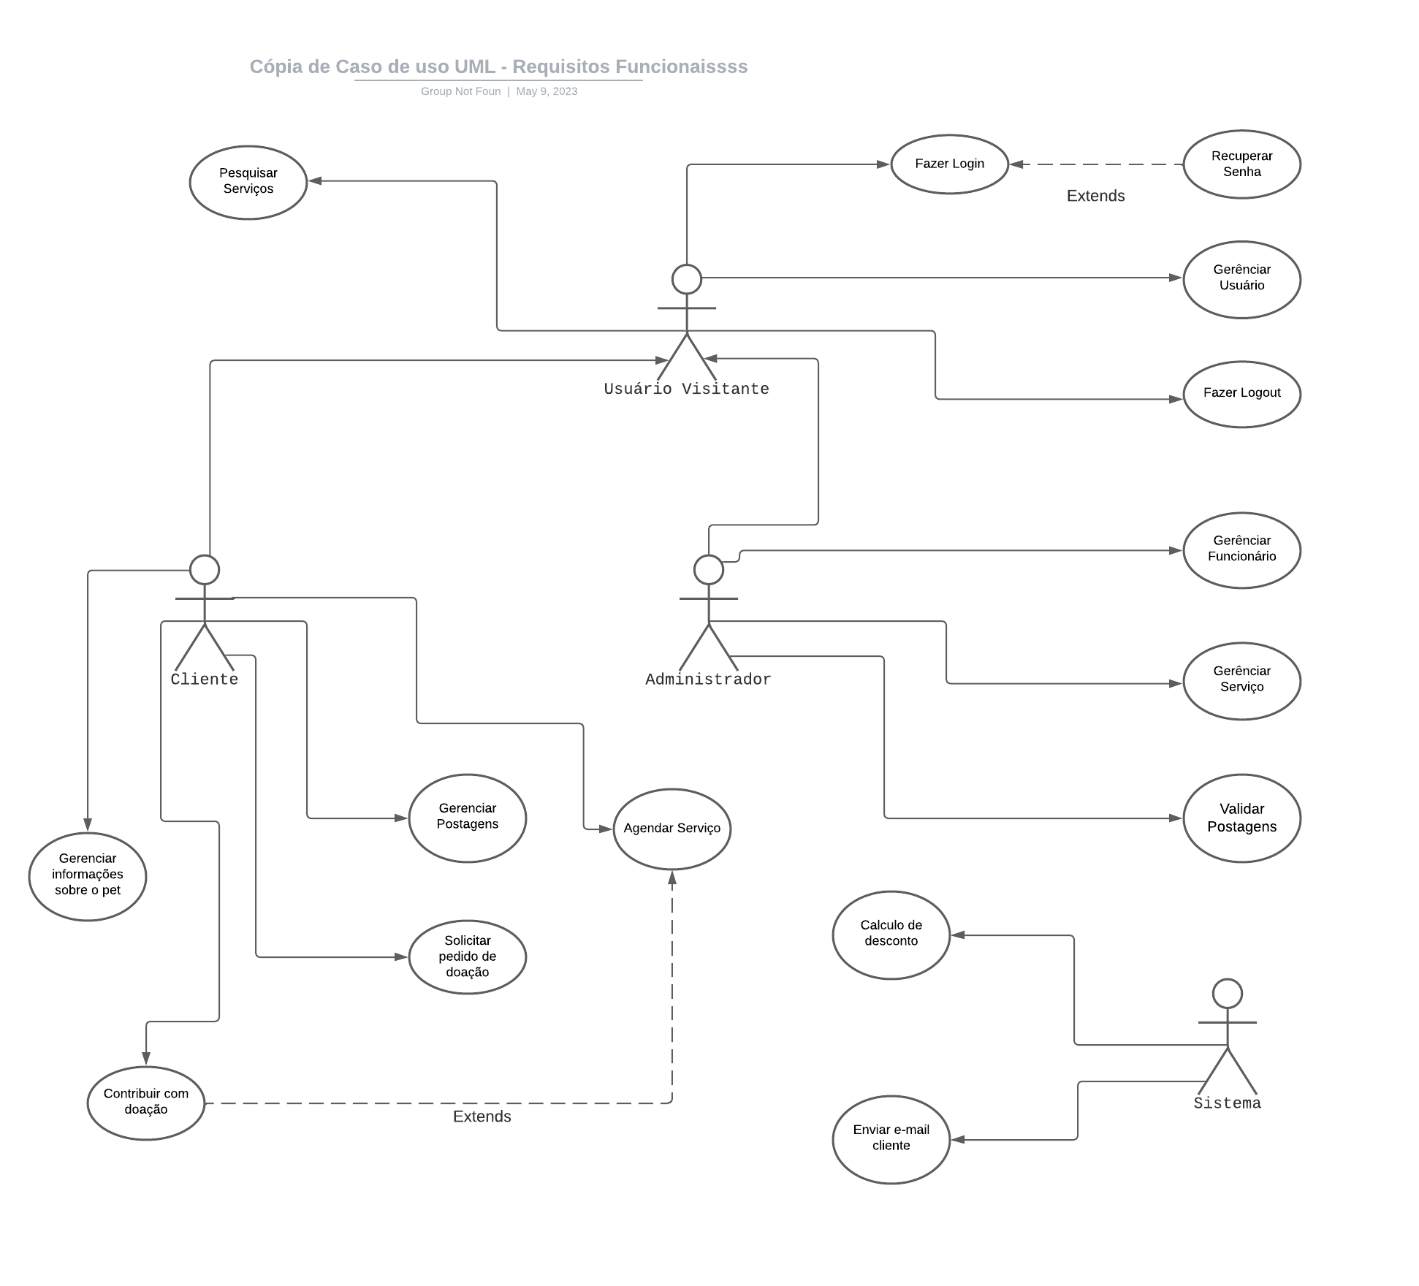 Cópia de Caso de uso UML - Requisitos Funcionaissss
Group Not Foun | May 9, 2023
Pesquisar
Serviços
Fazer Login
Recuperar
Senha
Extends
Gerênciar
Usuário
Usuário Visitante
Fazer Logout
Gerênciar
Funcionário
Cliente
Administrador
Gerênciar
Serviço
Gerenciar
Postagens
Agendar Serviço
Validar
Postagens
Gerenciar
informações
sobre o pet
Solicitar
pedido de
doação
Calculo de
desconto
Contribuir com
doação
Extends
Sistema
Enviar e-mail
cliente